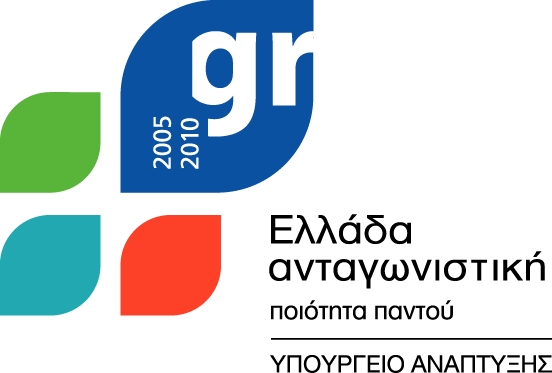 gr
2005
2010
Ελλάδα
ανταγωνιστική
ποιότητα παντού
ΥΠΟΥΡΓΕΙΟ ΑΝΑΠΤΥΞΗΣ